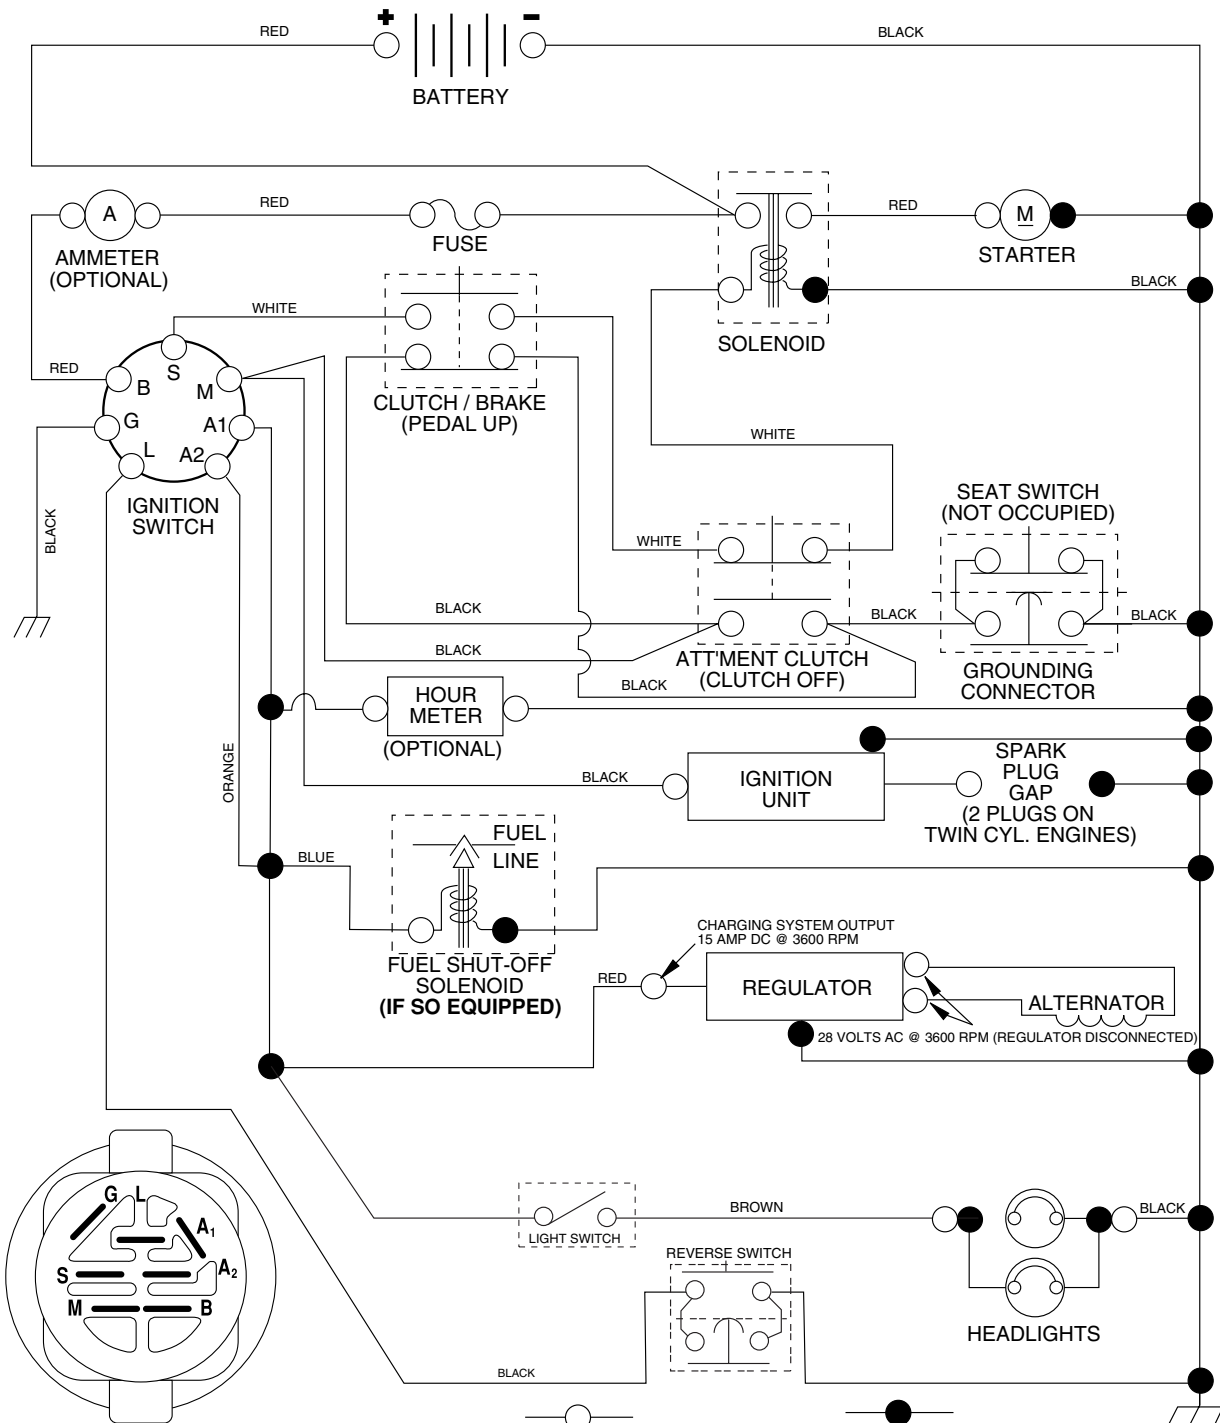 + -
RED
BLACK
BATTERY
A
RED
RED
M
AMMETER
(OPTIONAL)
FUSE
STARTER
BLACK
WHITE
SOLENOID
RED
B
S
M
G
A1
L
A2
CLUTCH / BRAKE
(PEDAL UP)
WHITE
IGNITION
SWITCH
BLACK
SEAT SWITCH
(NOT OCCUPIED)
WHITE
BLACK
BLACK
BLACK
BLACK
ATT'MENT CLUTCH
(CLUTCH OFF)
BLACK
GROUNDING
CONNECTOR
HOUR
METER
(OPTIONAL)
ORANGE
BLACK
IGNITION
UNIT
SPARK
PLUG
GAP
(2 PLUGS ON
TWIN CYL. ENGINES)
BLUE
FUEL
LINE
FUEL SHUT-OFF
SOLENOID
(IF SO EQUIPPED)
CHARGING SYSTEM OUTPUT
15 AMP DC @ 3600 RPM
RED
REGULATOR
ALTERNATOR
28 VOLTS AC @ 3600 RPM (REGULATOR DISCONNECTED)
G L
A1
S
A2
M
B
LIGHT SWITCH
BROWN
BLACK
REVERSE SWITCH
HEADLIGHTS
BLACK